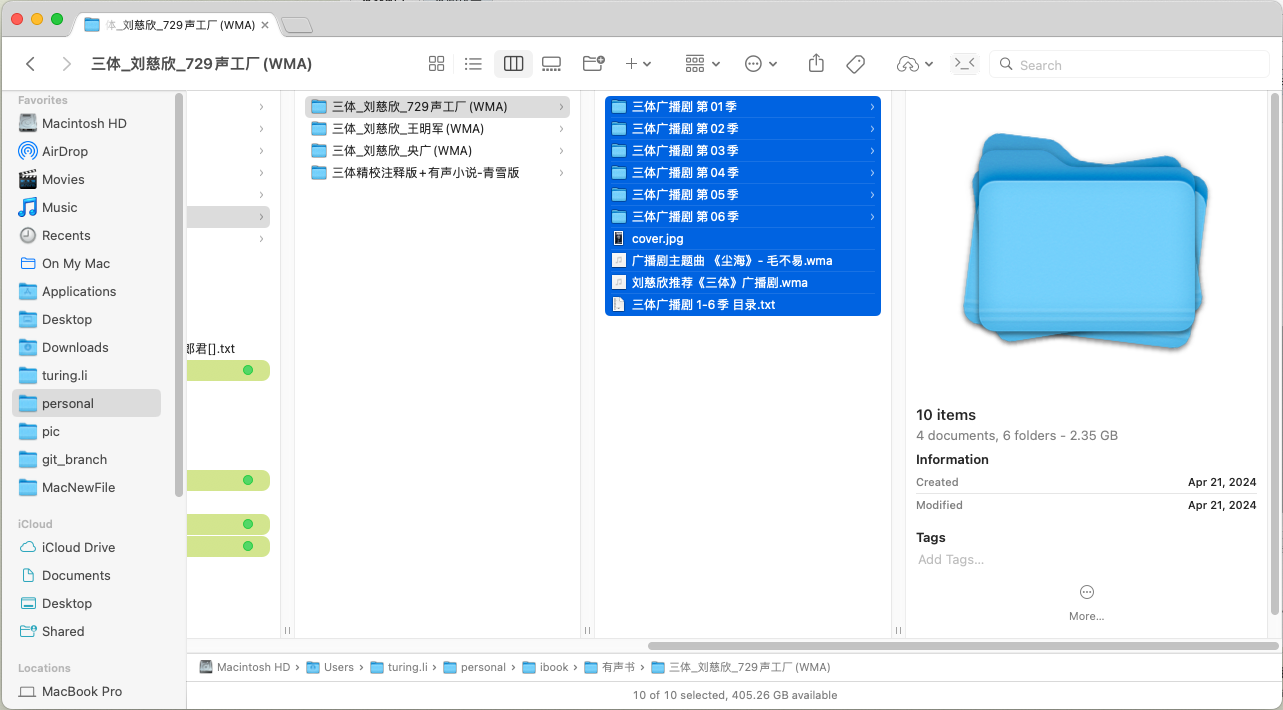 体_刘慈欣_729声工厂 (WMA)
三体_刘慈欣_729声工厂 (WMA)
Search
Favorites
Macintosh HD
AirDrop
Movies
Music
Recents
On My Mac
Applications
Desktop
Downloads
turing.li
personal
pic
git_branch
MacNewFile
iCloud
iCloud Drive
Documents
Desktop
Shared
Locations
MacBook Pro
郎君[].txt
三体_刘慈欣_729声工厂 (WMA)
三体_刘慈欣_王明军(WMA)
三体_刘慈欣_央广(WMA)
三体精校注释版+有声小说-青雪版
三体广播剧 第01季
三体广播剧 第02季
三体广播剧 第03季
三体广播剧 第04季
三体广播剧 第05季
三体广播剧 第06季
cover.jpg
广播剧主题曲 《尘海》- 毛不易.wma
刘慈欣推荐《三体》广播剧.wma
三体广播剧 1-6季 目录.txt
10 items
4 documents, 6 folders - 2.35 GB
Information
Created Apr 21, 2024
Modified Apr 21, 2024
Tags
Add Tags...
More...
Macintosh HD › Users › turing.li › personal › ibook › 有声书 › 三体_刘慈欣_729声工厂 (WMA)
10 of 10 selected, 405.26 GB available